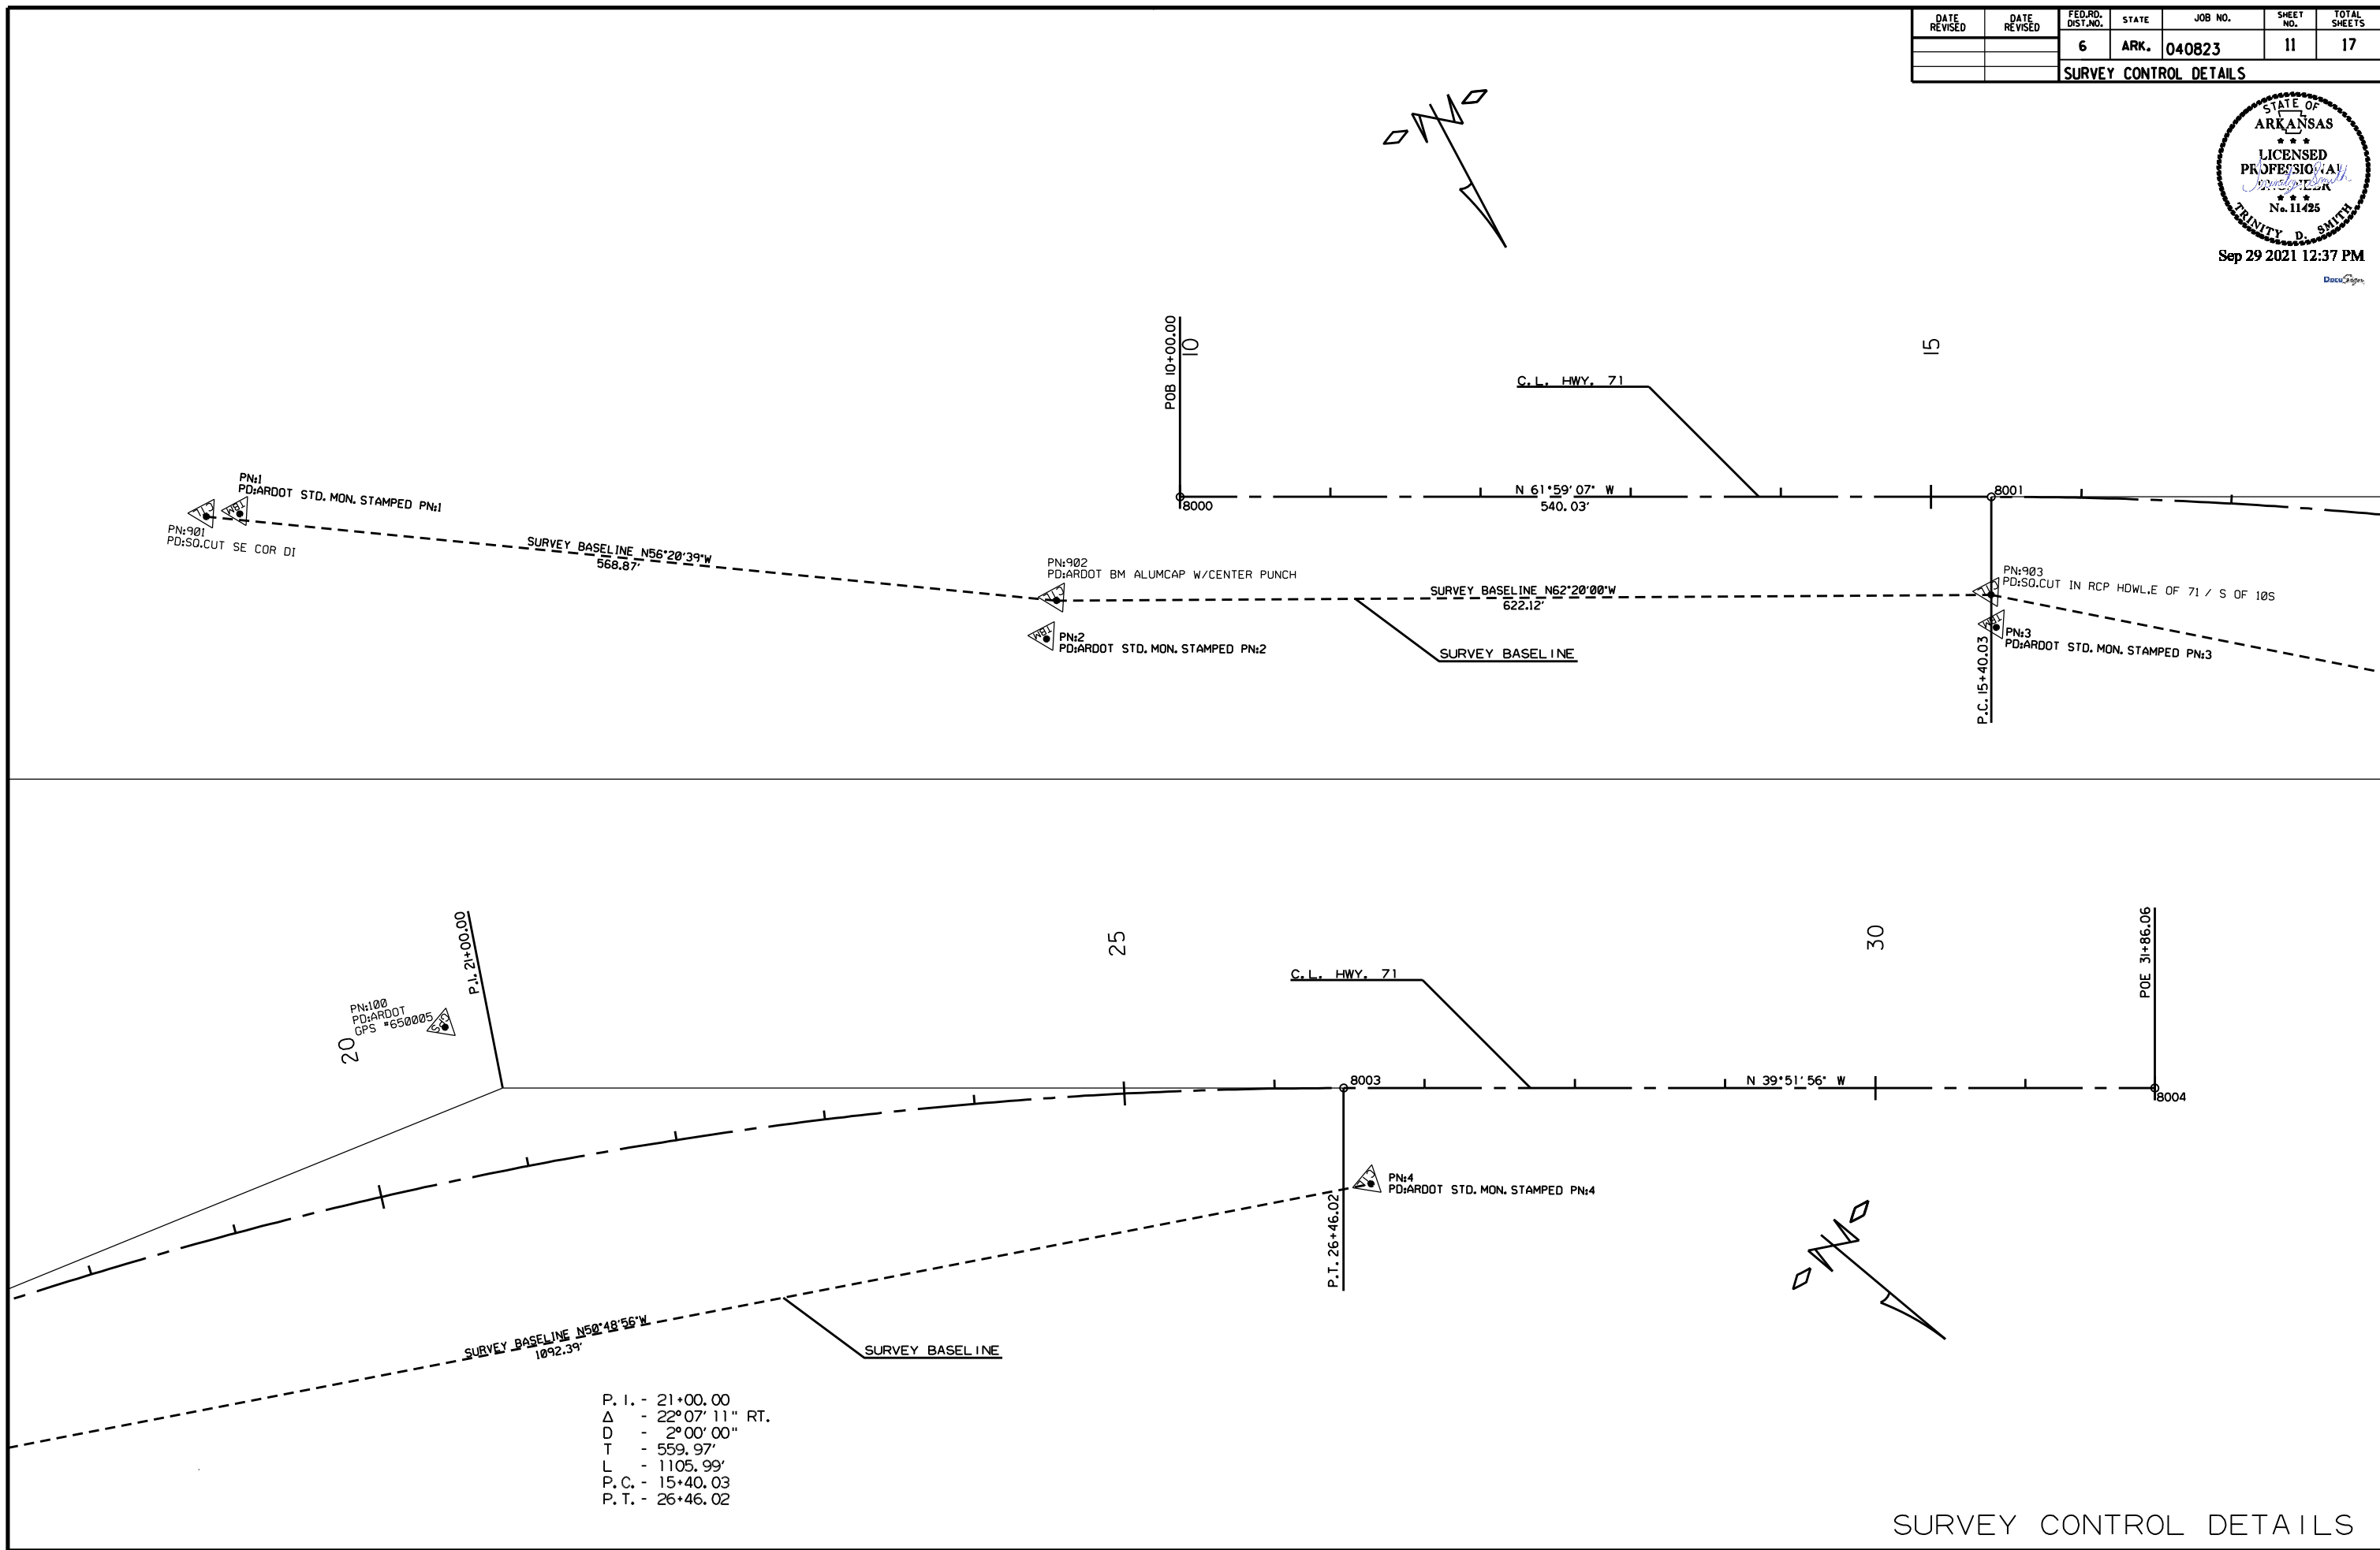 DATE REVISED
DATE REVISED
FED.RD. DIST.NO.
STATE
JOB NO.
SHEET NO.
TOTAL SHEETS
6
ARK.
040823
11
17
SURVEY CONTROL DETAILS
STATE OF
ARKANSAS
LICENSED
PROFESSIONAL
ENGINEER
No. 11425
TRINITY D. SMITH
Sep 29 2021 12:37 PM
POB 10+00.00
10
15
C.L. HWY. 71
N 61°59'07" W
540.03'
8000
8001
PN:1
PD:ARDOT STD. MON. STAMPED PN:1
CTL
TBM
PN:901
PD:SQ.CUT SE COR DI
SURVEY BASELINE N56°20'39"W
568.87'
PN:902
PD:ARDOT BM ALUMCAP W/CENTER PUNCH
CTL
SURVEY BASELINE N62°20'00"W
622.12'
TBM
PN:2
PD:ARDOT STD. MON. STAMPED PN:2
SURVEY BASELINE
PN:903
PD:SQ.CUT IN RCP HDWL.E OF 71 / S OF 10S
CTL
TBM
PN:3
PD:ARDOT STD. MON. STAMPED PN:3
P.C. 15+40.03
P.I. 21+00.00
PN:100
PD:ARDOT
GPS #650005
GPS
20
25
30
C.L. HWY. 71
POE 31+86.06
8003
N 39°51'56" W
8004
CTL
PN:4
PD:ARDOT STD. MON. STAMPED PN:4
P.T. 26+46.02
SURVEY BASELINE N50°48'56"W
1092.39'
SURVEY BASELINE
P.I. - 21+00.00
Δ - 22°07'11" RT.
D - 2°00'00"
T - 559.97'
L - 1105.99'
P.C. - 15+40.03
P.T. - 26+46.02
SURVEY CONTROL DETAILS